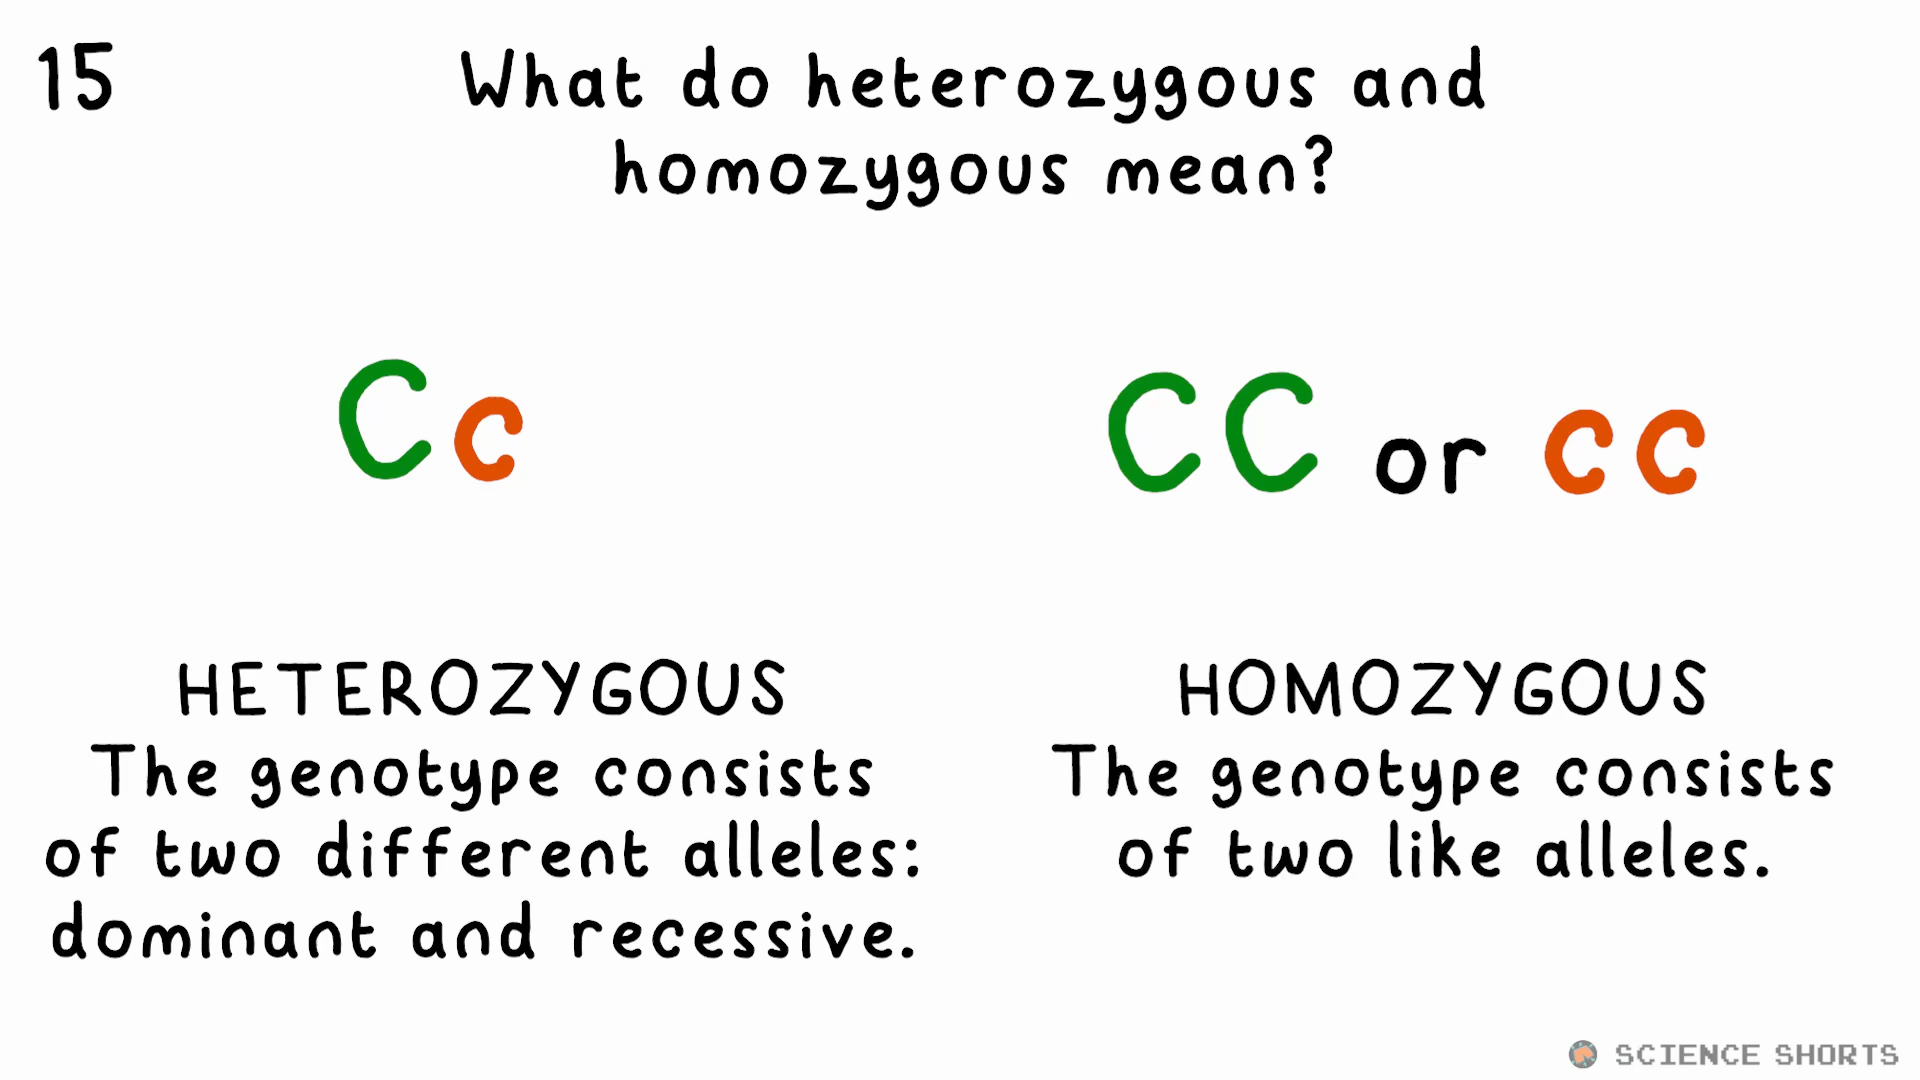 15
What do heterozygous and
homozygous mean?
Cc
CC or cc
HETEROZYGOUS
The genotype consists
of two different alleles:
dominant and recessive.
HOMOZYGOUS
The genotype consists
of two like alleles.
SCIENCE SHORTS